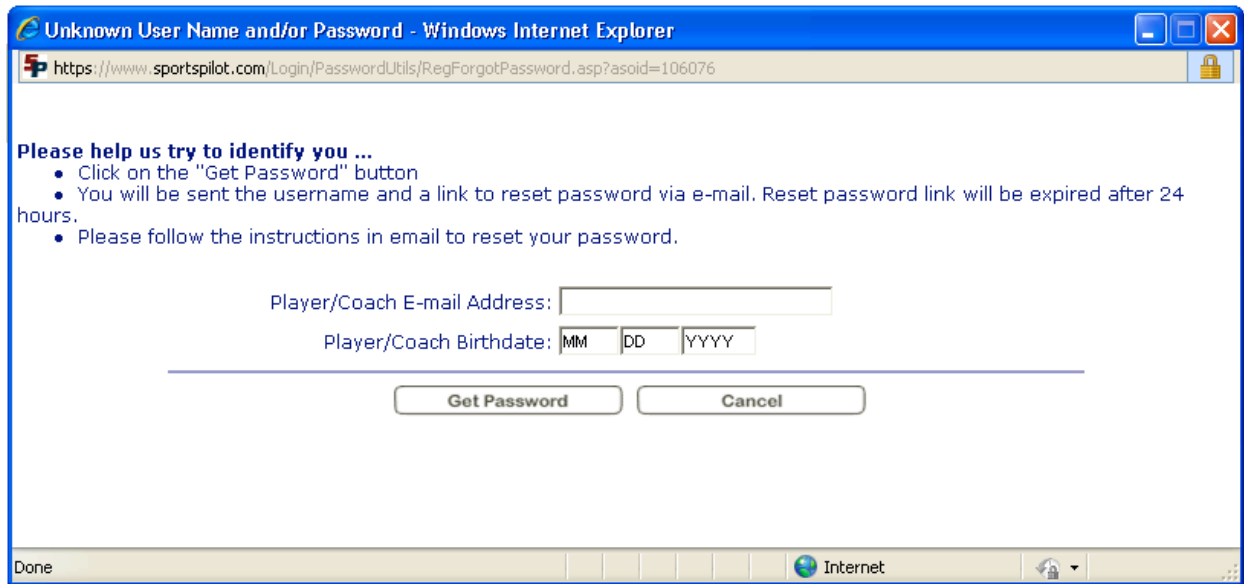 Unknown User Name and/or Password - Windows Internet Explorer
https://www.sportspilot.com/Login/PasswordUtils/RegForgotPassword.asp?asoid=106076
Please help us try to identify you ...
• Click on the "Get Password" button
• You will be sent the username and a link to reset password via e-mail. Reset password link will be expired after 24
hours.
• Please follow the instructions in email to reset your password.
Player/Coach E-mail Address:
Player/Coach Birthdate: MM DD YYYY
Get Password Cancel
Done Internet